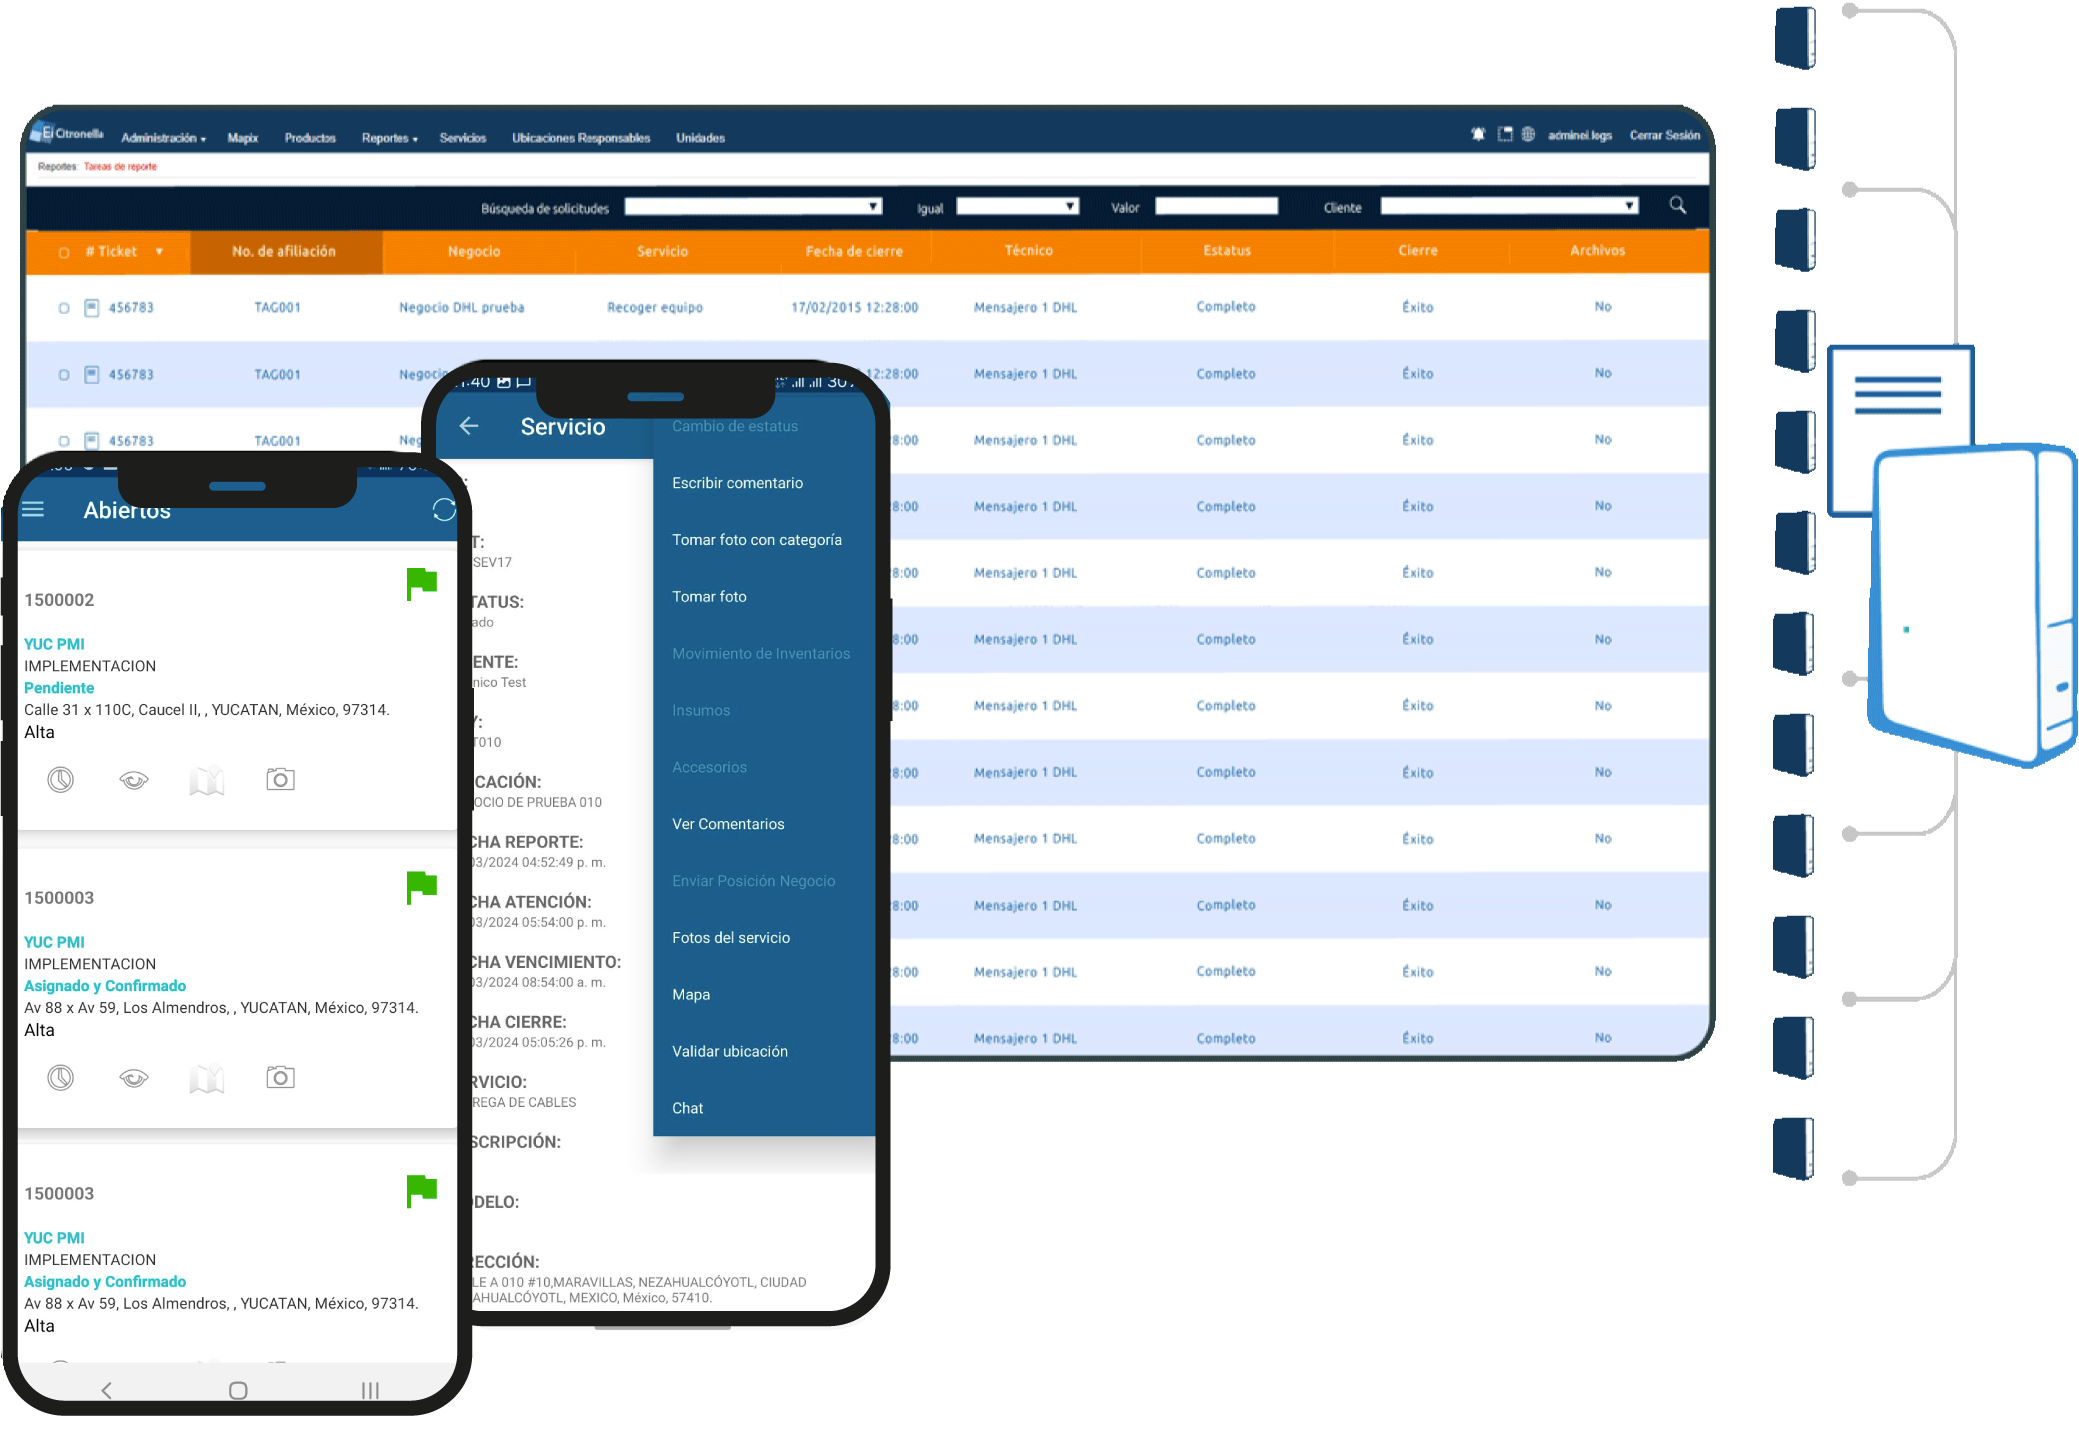 Ei Citronella Administración Mapix Productos Reportes Servicios Ubicaciones Responsables Unidades adminei.logs Cerrar Sesión
Reportes: Tareas de reporte
Búsqueda de solicitudes Igual Valor Cliente
# Ticket No. de afiliación Negocio Servicio Fecha de cierre Técnico Estatus Cierre Archivos
456783 TAG001 Negocio DHL prueba Recoger equipo 17/02/2015 12:28:00 Mensajero 1 DHL Completo Éxito No
456783 TAG001 Negocio 12:28:00 Mensajero 1 DHL Completo Éxito No
456783 TAG001 Neg 8:00 Mensajero 1 DHL Completo Éxito No
8:00 Mensajero 1 DHL Completo Éxito No
8:00 Mensajero 1 DHL Completo Éxito No
8:00 Mensajero 1 DHL Completo Éxito No
8:00 Mensajero 1 DHL Completo Éxito No
8:00 Mensajero 1 DHL Completo Éxito No
8:00 Mensajero 1 DHL Completo Éxito No
8:00 Mensajero 1 DHL Completo Éxito No
8:00 Mensajero 1 DHL Completo Éxito No
8:00 Mensajero 1 DHL Completo Éxito No
Servicio
T:
SEV17
TATUS:
ado
ENTE:
nico Test
T010
CACIÓN:
OCIO DE PRUEBA 010
CHA REPORTE:
03/2024 04:52:49 p. m.
CHA ATENCIÓN:
03/2024 05:54:00 p. m.
CHA VENCIMIENTO:
03/2024 08:54:00 a. m.
CHA CIERRE:
03/2024 05:05:26 p. m.
RVICIO:
REGA DE CABLES
SCRIPCIÓN:
DELO:
RECCIÓN:
LE A 010 #10,MARAVILLAS, NEZAHUALCÓYOTL, CIUDAD
AHUALCÓYOTL, MEXICO, México, 57410.
Cambio de estatus
Escribir comentario
Tomar foto con categoría
Tomar foto
Movimiento de Inventarios
Insumos
Accesorios
Ver Comentarios
Enviar Posición Negocio
Fotos del servicio
Mapa
Validar ubicación
Chat
Abiertos
1500002
YUC PMI
IMPLEMENTACION
Pendiente
Calle 31 x 110C, Caucel II, , YUCATAN, México, 97314.
Alta
1500003
YUC PMI
IMPLEMENTACION
Asignado y Confirmado
Av 88 x Av 59, Los Almendros, , YUCATAN, México, 97314.
Alta
1500003
YUC PMI
IMPLEMENTACION
Asignado y Confirmado
Av 88 x Av 59, Los Almendros, , YUCATAN, México, 97314.
Alta